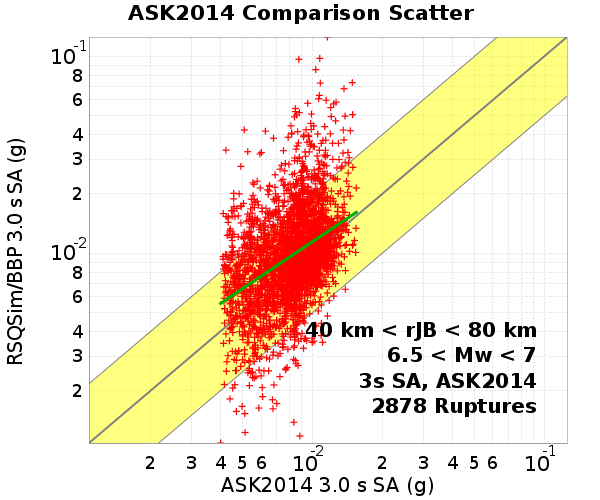 ASK2014 Comparison Scatter
RSQSim/BBP 3.0 s SA (g)
10⁻¹
8
6
4
3
2
10⁻²
8
6
4
3
2
40 km < rJB < 80 km
6.5 < Mw < 7
3s SA, ASK2014
2878 Ruptures
2 3 4 5 6 10⁻² 2 3 4 5 6 10⁻¹
ASK2014 3.0 s SA (g)